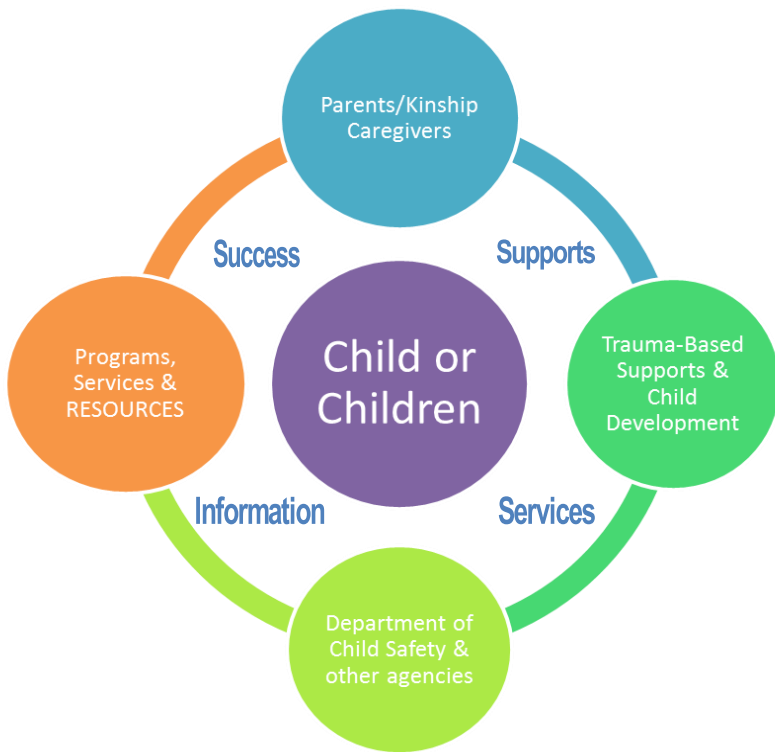 Parents/Kinship
Caregivers
Success
Supports
Programs,
Services &
RESOURCES
Child or
Children
Trauma-Based
Supports &
Child
Development
Information
Services
Department of
Child Safety &
other agencies